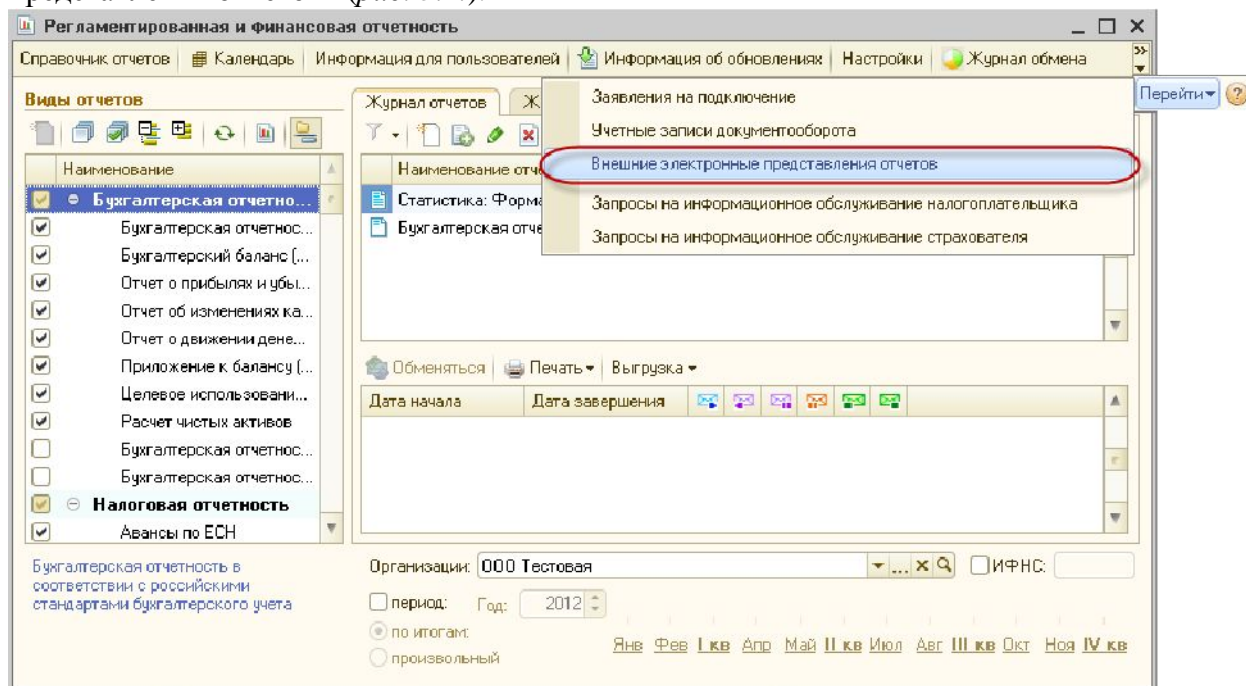 Регламентированная и финансовая отчетность
Справочник отчетов Календарь Информация для пользователей Информация об обновлениях Настройки Журнал обмена
Перейти
Заявления на подключение
Учетные записи документооборота
Внешние электронные представления отчетов
Запросы на информационное обслуживание налогоплательщика
Запросы на информационное обслуживание страхователя
Виды отчетов
Наименование
Бухгалтерская отчетно...
Бухгалтерская отчетнос...
Бухгалтерский баланс (...
Отчет о прибылях и убы...
Отчет об изменениях ка...
Отчет о движении дене...
Приложение к балансу (...
Целевое использовани...
Расчет чистых активов
Бухгалтерская отчетнос...
Бухгалтерская отчетнос...
Налоговая отчетность
Авансы по ЕСН
Бухгалтерская отчетность в
соответствии с российскими
стандартами бухгалтерского учета
Журнал отчетов Ж
Наименование отч
Статистика: Форма
Бухгалтерская отче
Обменяться Печать Выгрузка
Дата начала Дата завершения
Организации: ООО Тестовая ИФНС:
период: Год: 2012
по итогам:
произвольный
Янв Фев I кв Апр Май II кв Июл Авг III кв Окт Ноя IV кв